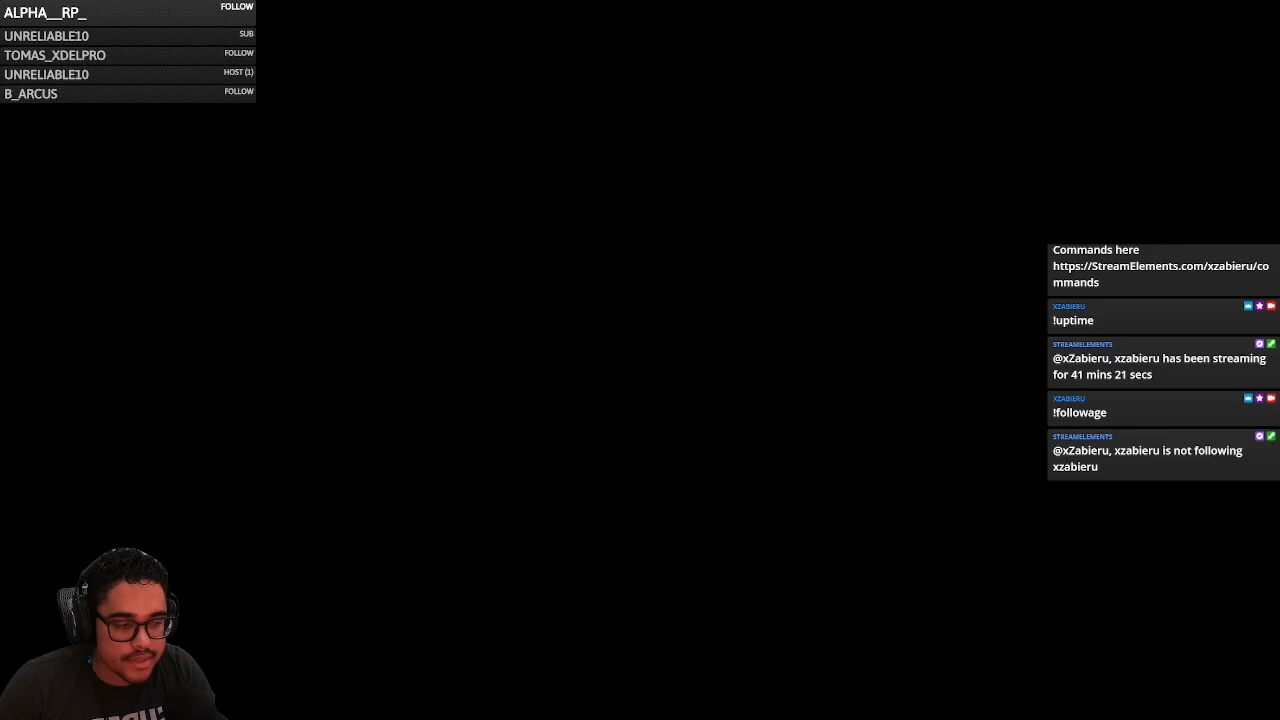 ALPHA__RP_ FOLLOW
UNRELIABLE10 SUB
TOMAS_XDELPRO FOLLOW
UNRELIABLE10 HOST (1)
B_ARCUS FOLLOW
Commands here
https://StreamElements.com/xzabieru/co
mmands
XZABIERU
!uptime
STREAMELEMENTS
@xZabieru, xzabieru has been streaming
for 41 mins 21 secs
XZABIERU
!followage
STREAMELEMENTS
@xZabieru, xzabieru is not following
xzabieru